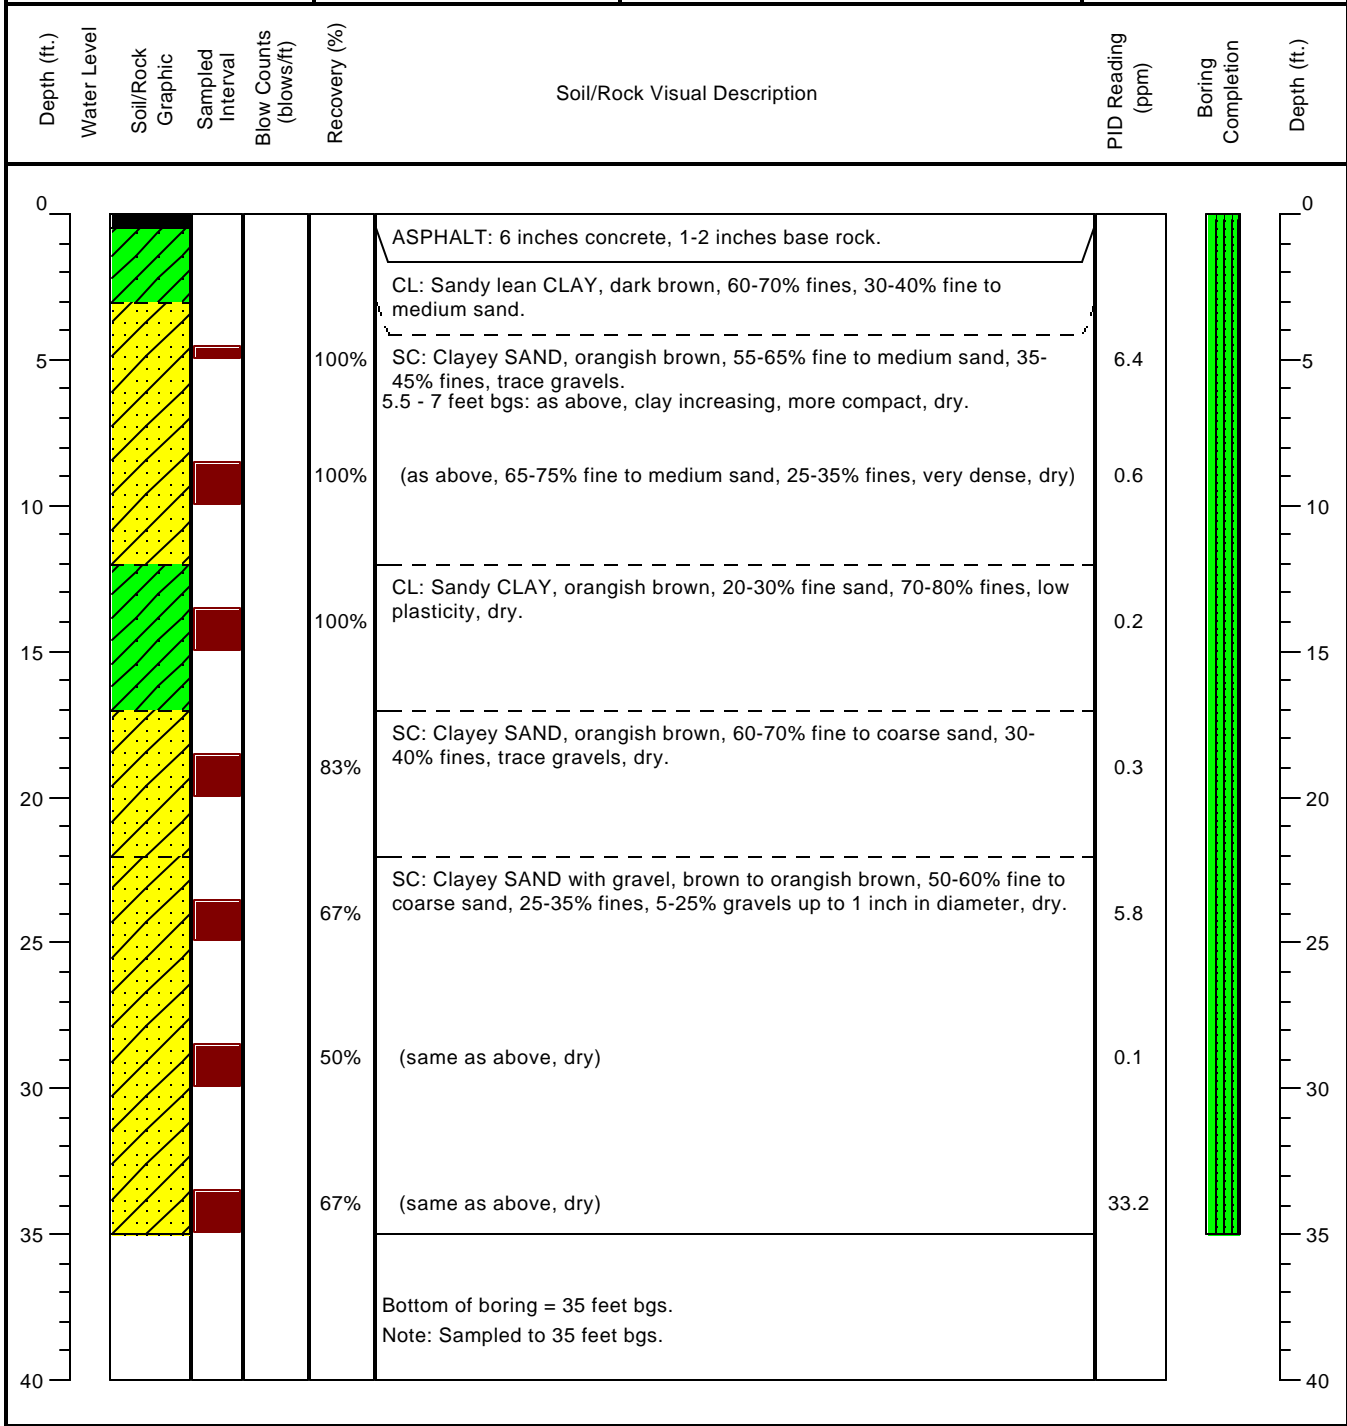 Depth (ft.)
Water Level
Soil/Rock
Graphic
Sampled
Interval
Blow Counts
(blows/ft)
Recovery (%)
Soil/Rock Visual Description
PID Reading
(ppm)
Boring
Completion
Depth (ft.)
0
0
ASPHALT: 6 inches concrete, 1-2 inches base rock.
CL: Sandy lean CLAY, dark brown, 60-70% fines, 30-40% fine to
medium sand.
5
100%
SC: Clayey SAND, orangish brown, 55-65% fine to medium sand, 35-
45% fines, trace gravels.
6.4
5
5.5 - 7 feet bgs: as above, clay increasing, more compact, dry.
100%
(as above, 65-75% fine to medium sand, 25-35% fines, very dense, dry)
0.6
10
10
CL: Sandy CLAY, orangish brown, 20-30% fine sand, 70-80% fines, low
plasticity, dry.
100%
0.2
15
15
SC: Clayey SAND, orangish brown, 60-70% fine to coarse sand, 30-
40% fines, trace gravels, dry.
83%
0.3
20
20
SC: Clayey SAND with gravel, brown to orangish brown, 50-60% fine to
coarse sand, 25-35% fines, 5-25% gravels up to 1 inch in diameter, dry.
67%
5.8
25
25
50%
(same as above, dry)
0.1
30
30
67%
(same as above, dry)
33.2
35
35
Bottom of boring = 35 feet bgs.
Note: Sampled to 35 feet bgs.
40
40